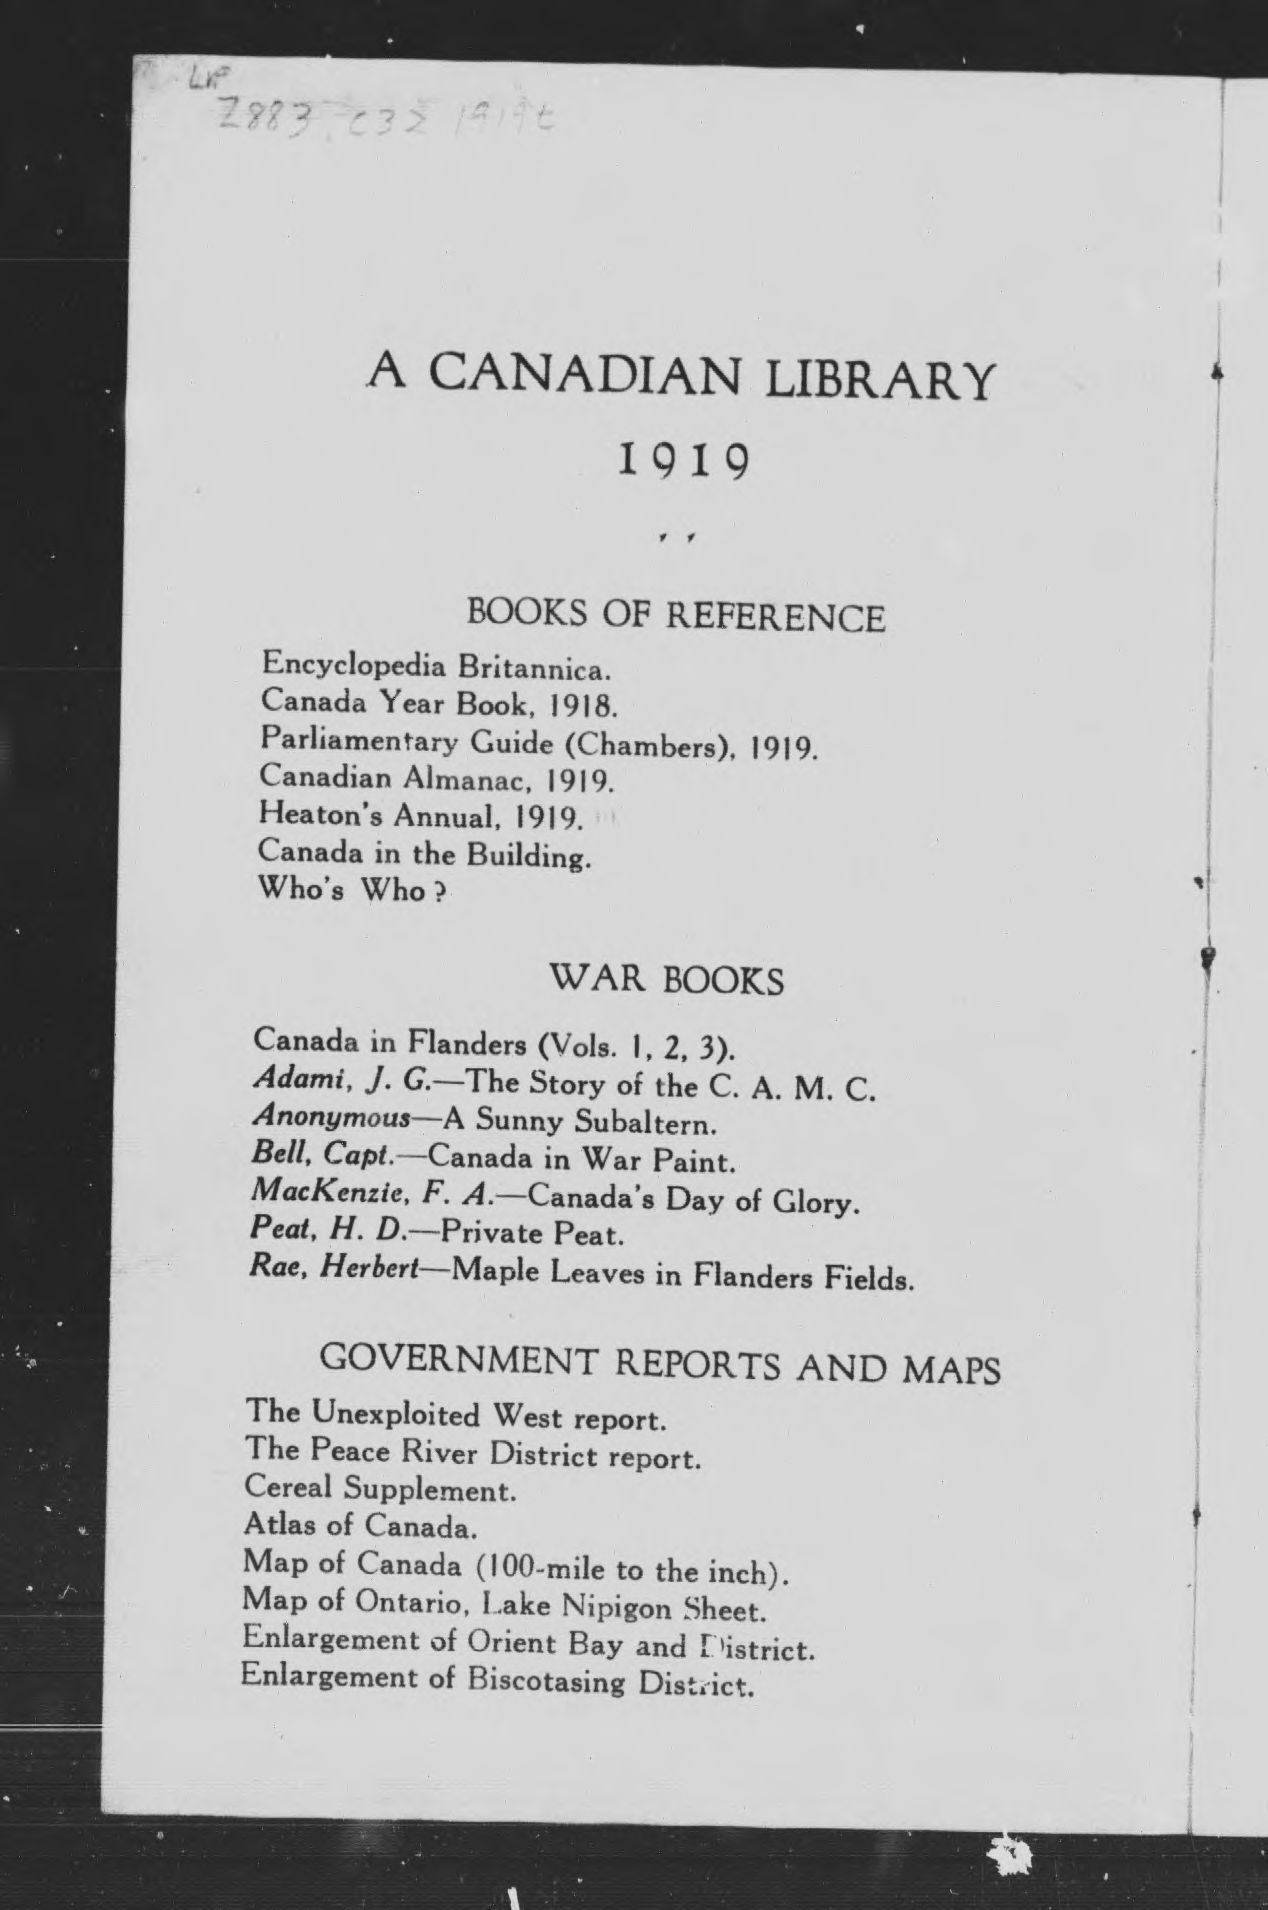 Z883 .C32 1919t
A CANADIAN LIBRARY
1919
BOOKS OF REFERENCE
Encyclopedia Britannica.
Canada Year Book, 1918.
Parliamentary Guide (Chambers), 1919.
Canadian Almanac, 1919.
Heaton's Annual, 1919.
Canada in the Building.
Who's Who?
WAR BOOKS
Canada in Flanders (Vols. 1, 2, 3).
Adami, J. G.—The Story of the C. A. M. C.
Anonymous—A Sunny Subaltern.
Bell, Capt.—Canada in War Paint.
MacKenzie, F. A.—Canada's Day of Glory.
Peat, H. D.—Private Peat.
Rae, Herbert—Maple Leaves in Flanders Fields.
GOVERNMENT REPORTS AND MAPS
The Unexploited West report.
The Peace River District report.
Cereal Supplement.
Atlas of Canada.
Map of Canada (100-mile to the inch).
Map of Ontario, Lake Nipigon Sheet.
Enlargement of Orient Bay and District.
Enlargement of Biscotasing District.